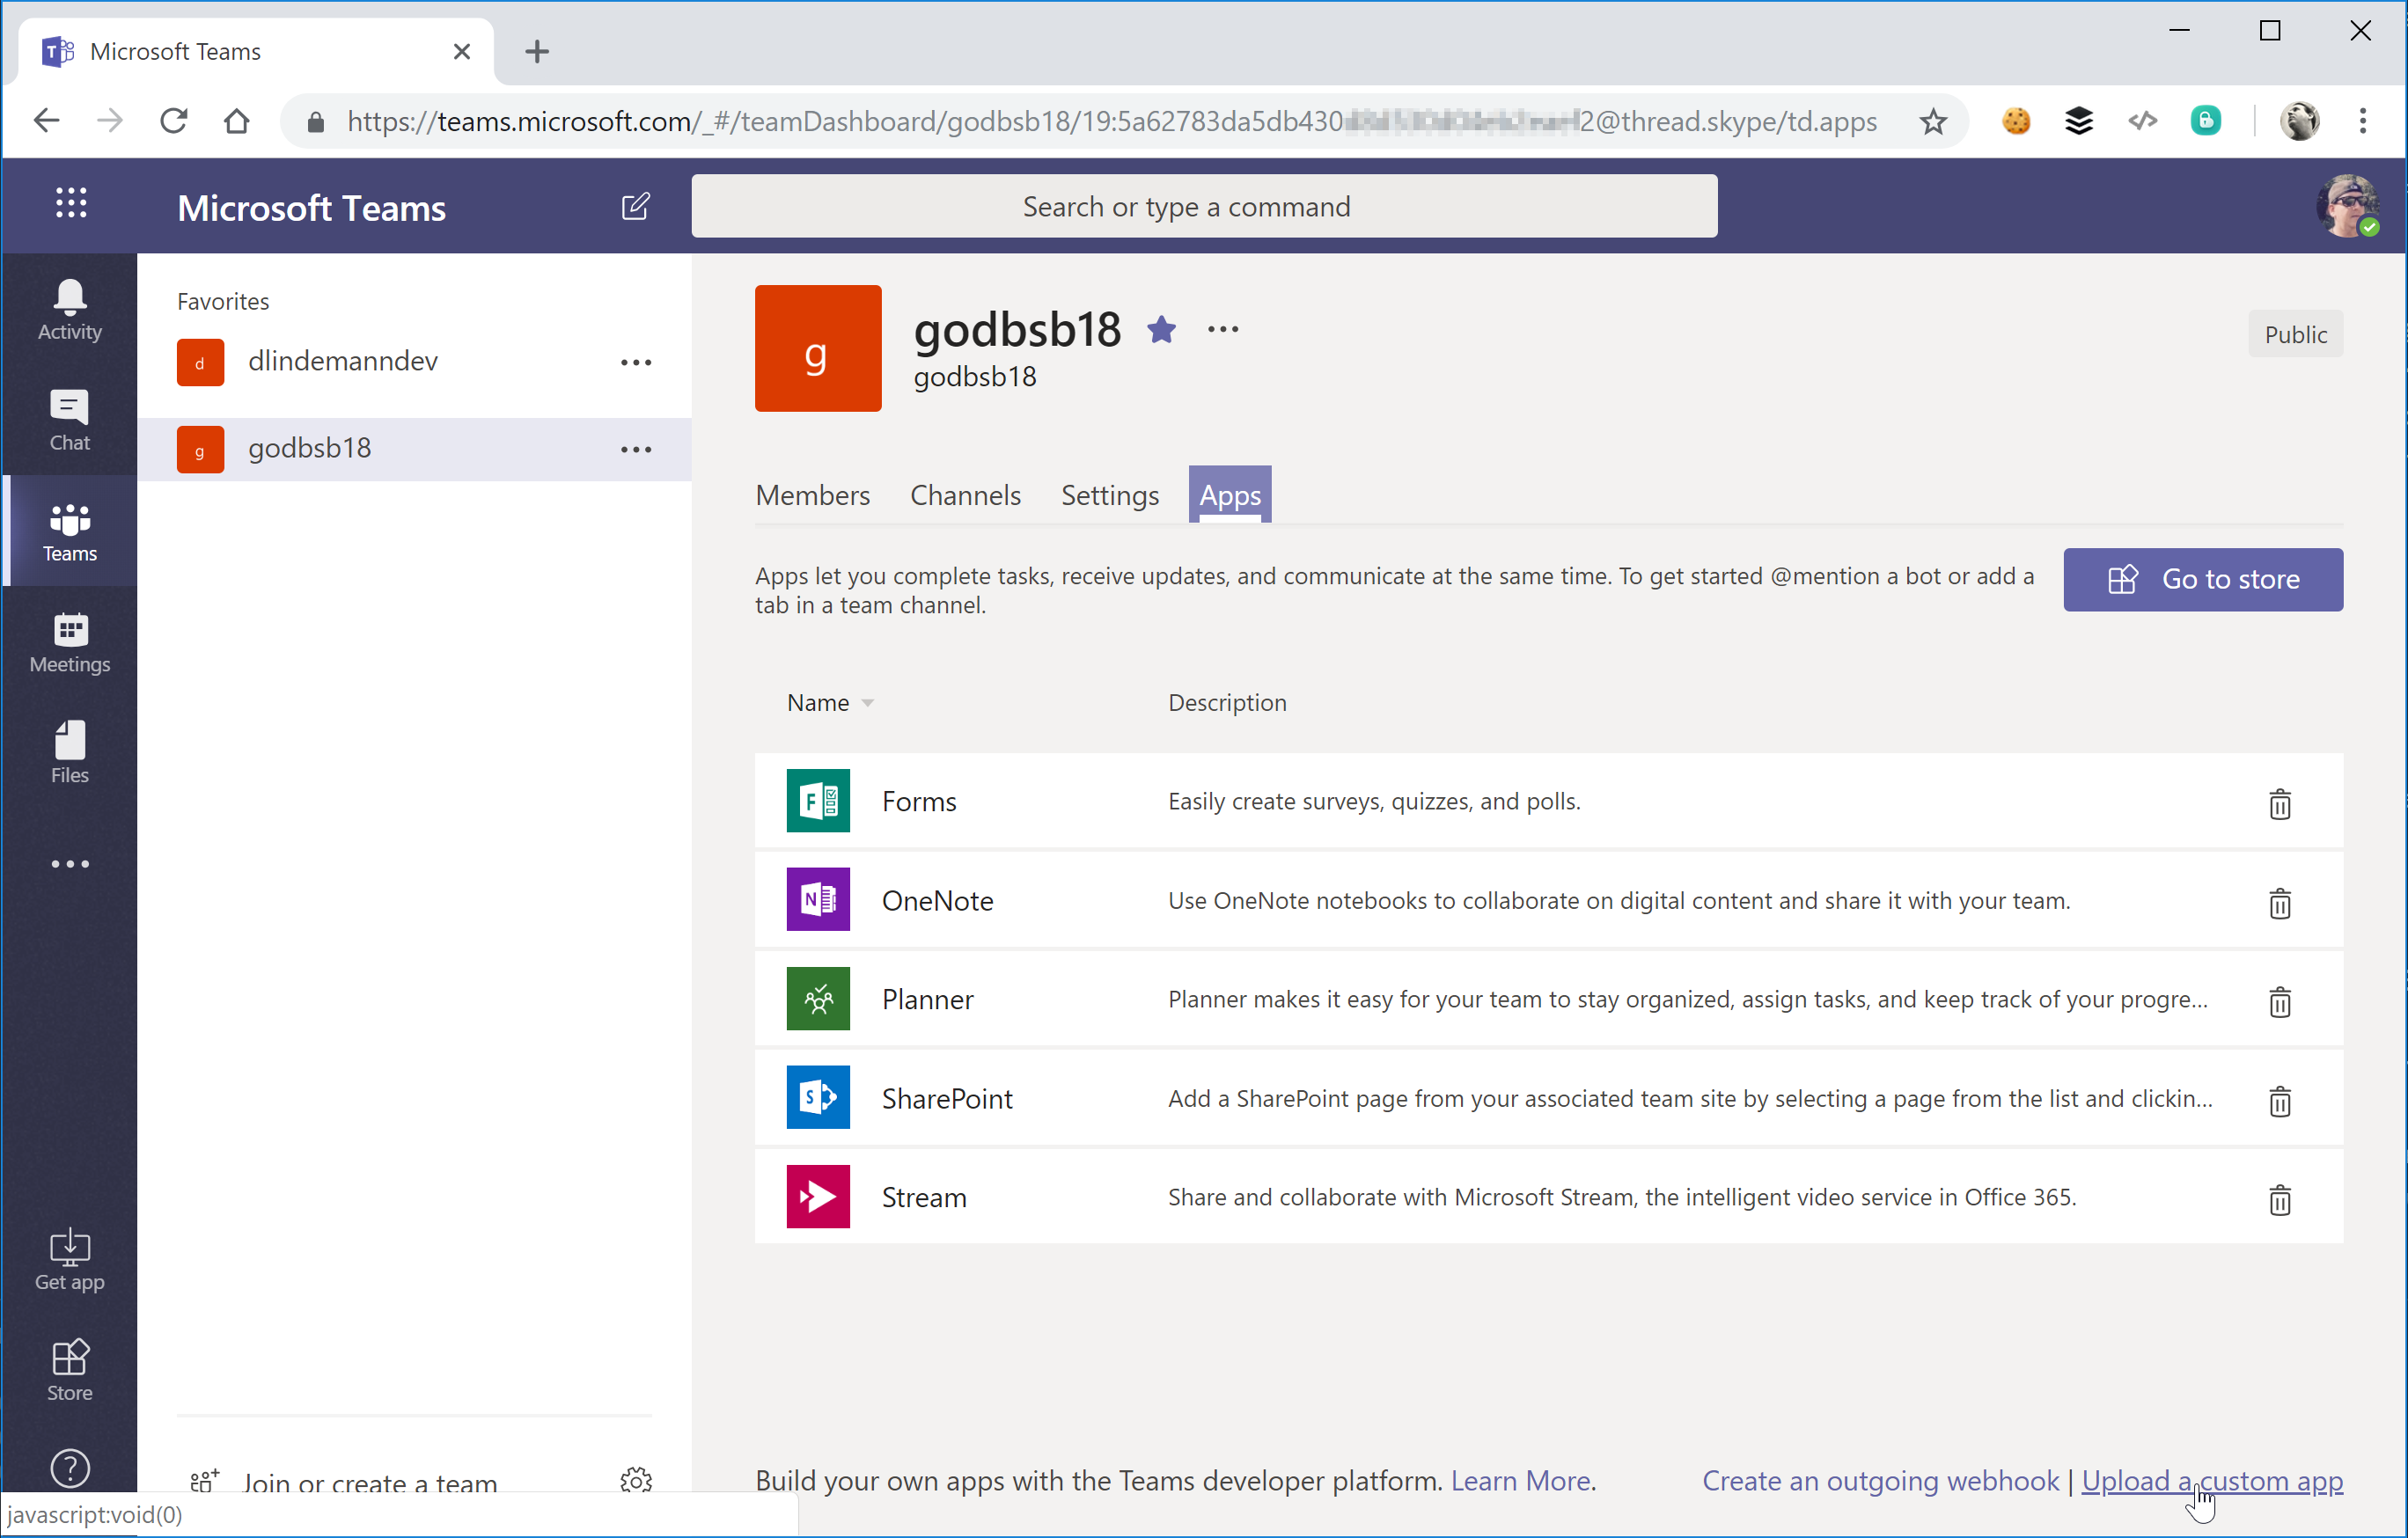 Microsoft Teams
https://teams.microsoft.com/_#/teamDashboard/godbsb18/19:5a62783da5db430 2@thread.skype/td.apps
Microsoft Teams
Search or type a command
Activity
Chat
Teams
Meetings
Files
Get app
Store
Favorites
d dlindemanndev
g godbsb18
Join or create a team
g
godbsb18
godbsb18
Public
Members Channels Settings Apps
Apps let you complete tasks, receive updates, and communicate at the same time. To get started @mention a bot or add a
tab in a team channel.
Go to store
Name Description
Forms Easily create surveys, quizzes, and polls.
OneNote Use OneNote notebooks to collaborate on digital content and share it with your team.
Planner Planner makes it easy for your team to stay organized, assign tasks, and keep track of your progre...
SharePoint Add a SharePoint page from your associated team site by selecting a page from the list and clickin...
Stream Share and collaborate with Microsoft Stream, the intelligent video service in Office 365.
Build your own apps with the Teams developer platform. Learn More. Create an outgoing webhook | Upload a custom app
javascript:void(0)